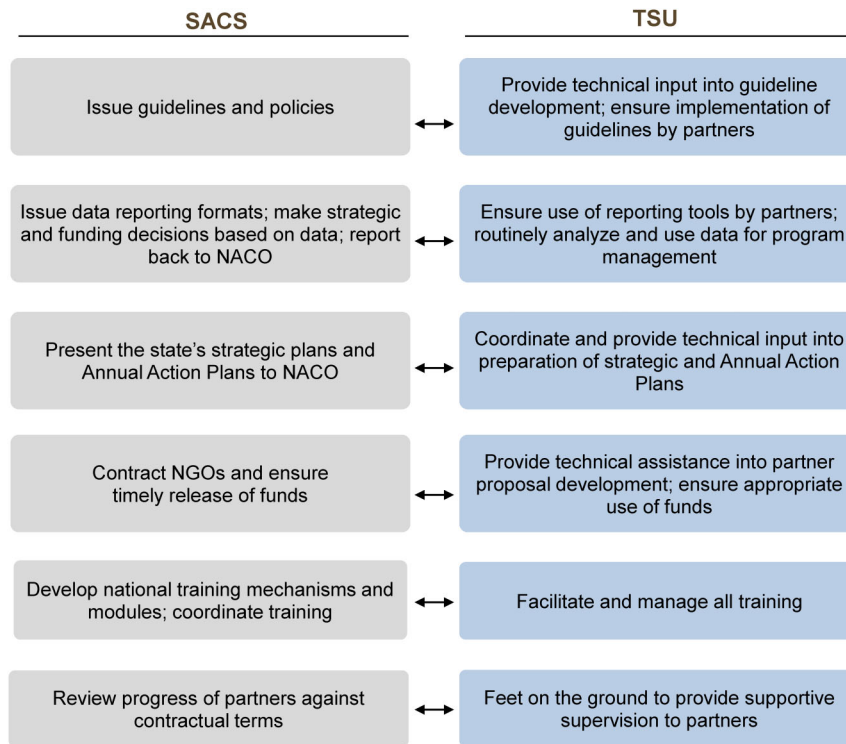 SACS
TSU
Issue guidelines and policies
Provide technical input into guideline
development; ensure implementation of
guidelines by partners
Issue data reporting formats; make strategic
and funding decisions based on data; report
back to NACO
Ensure use of reporting tools by partners;
routinely analyze and use data for program
management
Present the state’s strategic plans and
Annual Action Plans to NACO
Coordinate and provide technical input into
preparation of strategic and Annual Action
Plans
Contract NGOs and ensure
timely release of funds
Provide technical assistance into partner
proposal development; ensure appropriate
use of funds
Develop national training mechanisms and
modules; coordinate training
Facilitate and manage all training
Review progress of partners against
contractual terms
Feet on the ground to provide supportive
supervision to partners